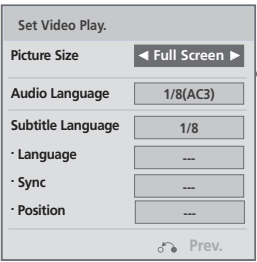 Set Video Play.
Picture Size ◄ Full Screen ►
Audio Language 1/8(AC3)
Subtitle Language 1/8
· Language ---
· Sync ---
· Position ---
Prev.